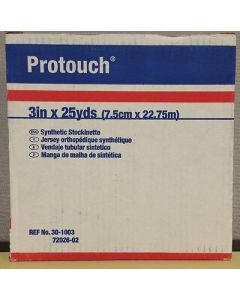 Protouch®
3in x 25yds (7.5cm x 22.75m)
Synthetic Stockinette
Jersey orthopédique synthétique
Vendaje tubular sintetico
Manga de malha de sintética
REF No. 30-1003
72026-02